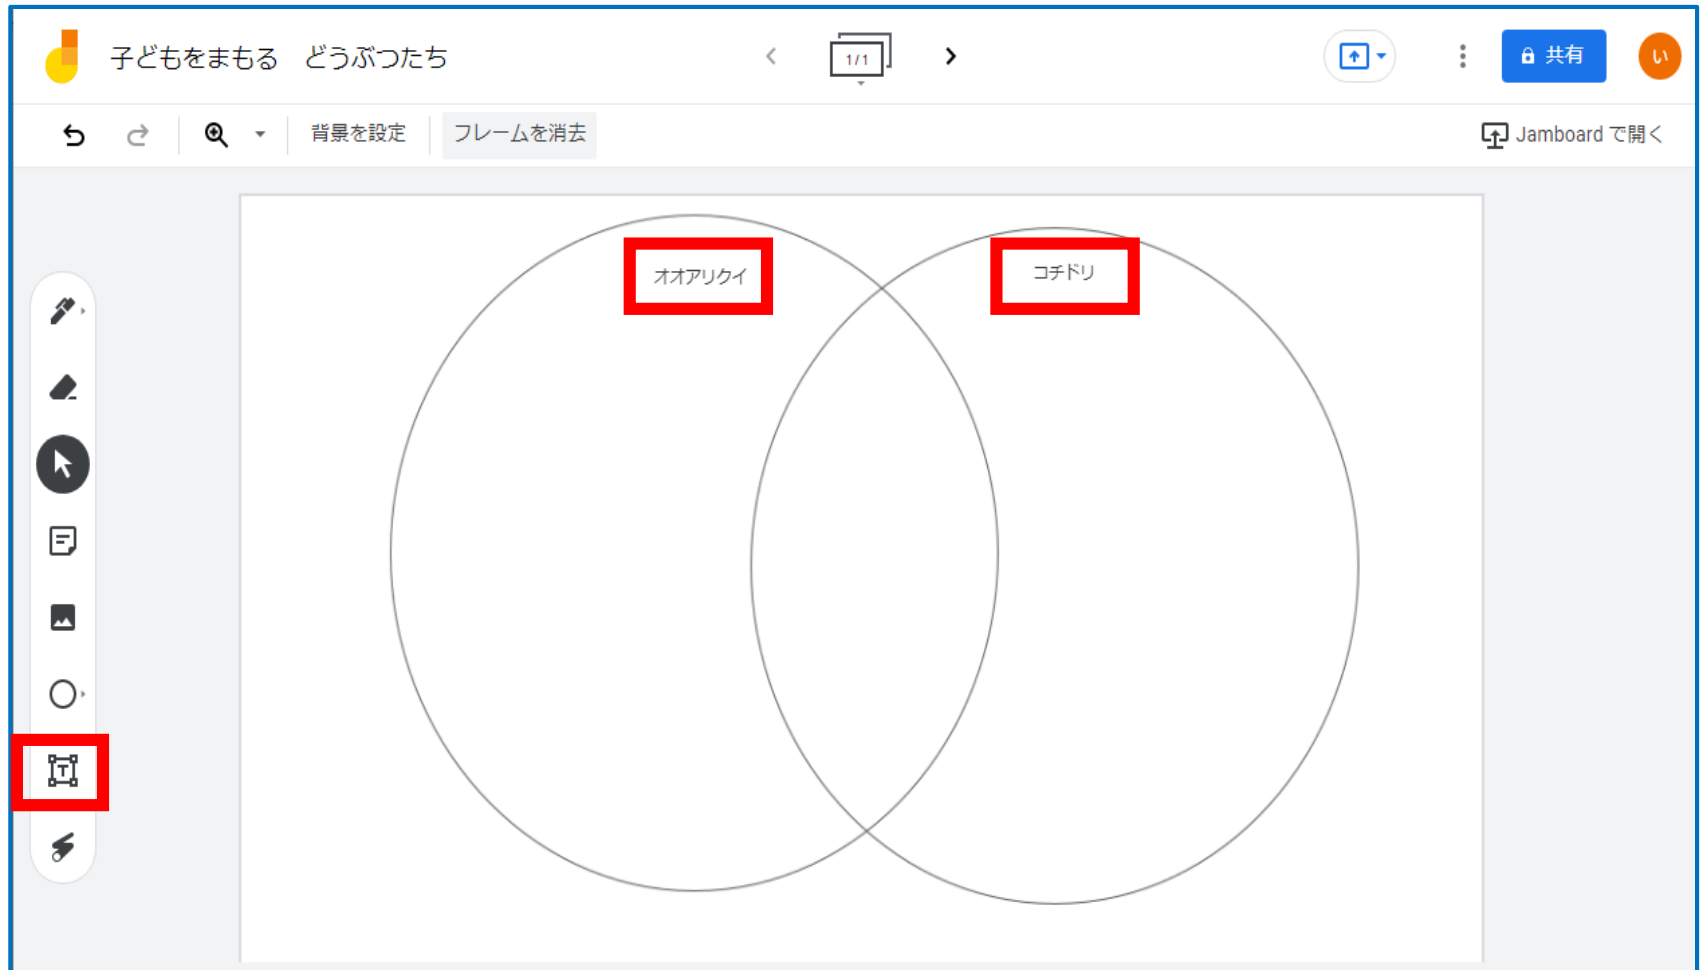 子どもをまもる　どうぶつたち
1/1
共有
い
背景を設定
フレームを消去
Jamboard で開く
オオアリクイ
コチドリ
T